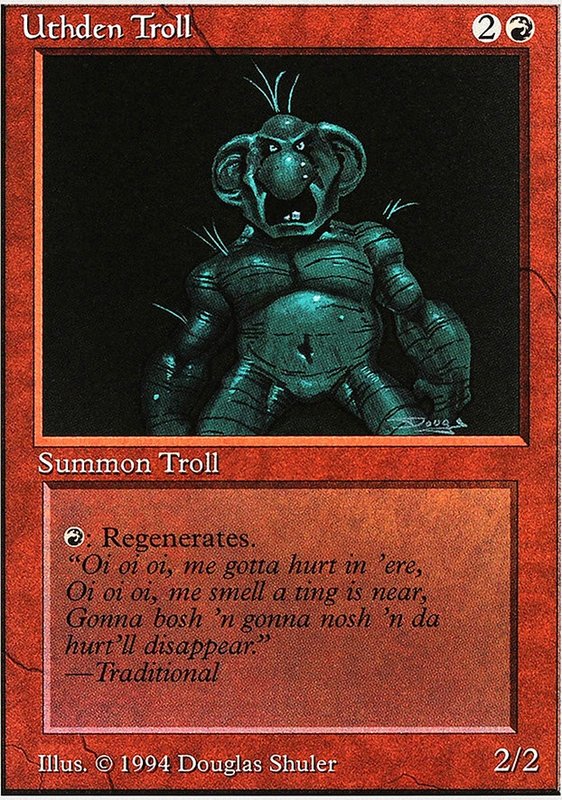 Uthden Troll 2
Summon Troll
: Regenerates.
“Oi oi oi, me gotta hurt in ’ere,
Oi oi oi, me smell a ting is near,
Gonna bosh ’n gonna nosh ’n da
hurt’ll disappear.”
—Traditional
Illus. © 1994 Douglas Shuler 2/2